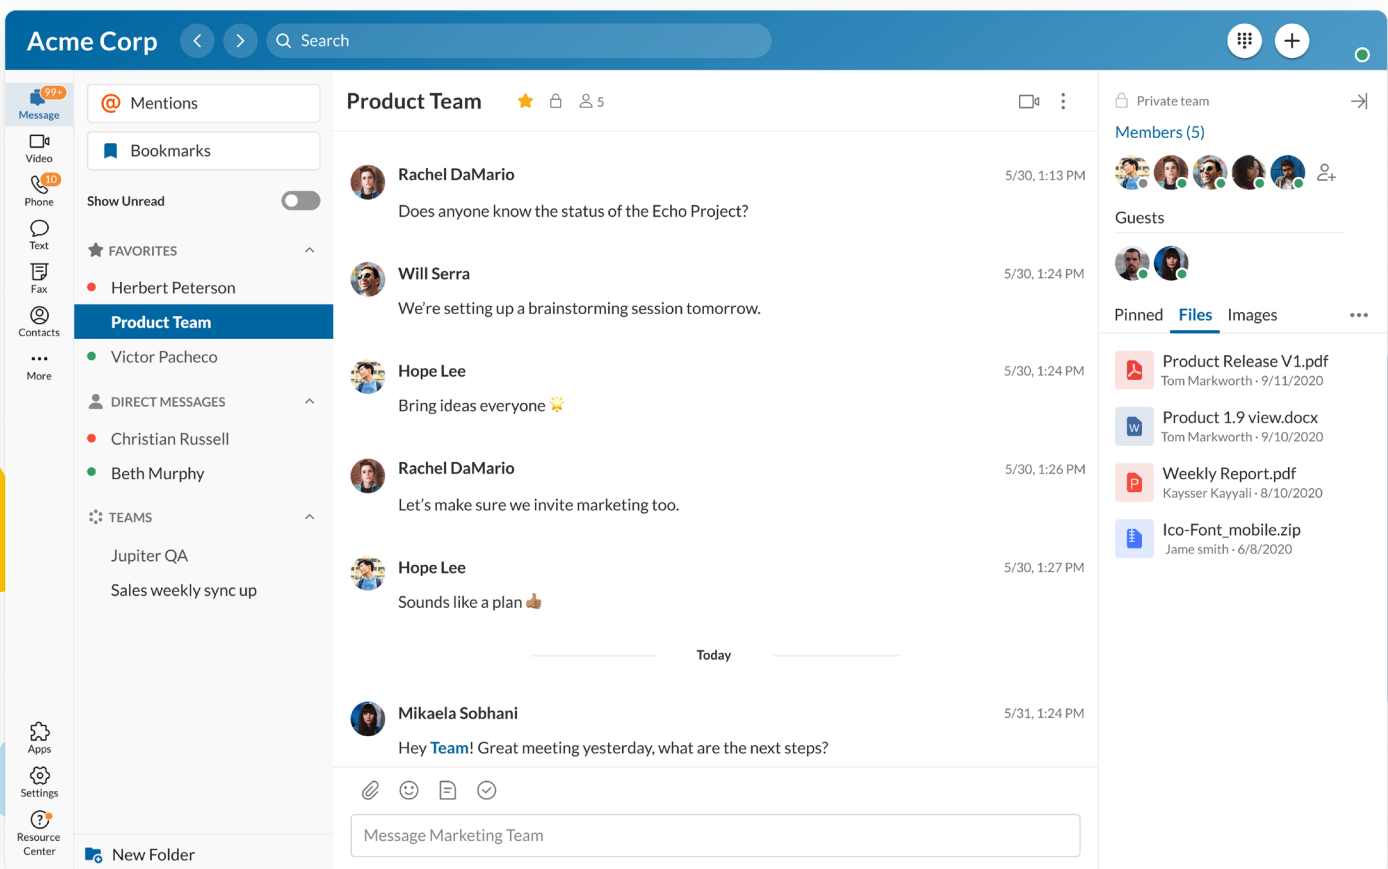 Acme Corp
Search
99+
Message
Video
10
Phone
Text
Fax
Contacts
More
Apps
Settings
Resource
Center
@ Mentions
Bookmarks
Show Unread
FAVORITES
Herbert Peterson
Product Team
Victor Pacheco
DIRECT MESSAGES
Christian Russell
Beth Murphy
TEAMS
Jupiter QA
Sales weekly sync up
New Folder
Product Team 5
Rachel DaMario 5/30, 1:13 PM
Does anyone know the status of the Echo Project?
Will Serra 5/30, 1:24 PM
We’re setting up a brainstorming session tomorrow.
Hope Lee 5/30, 1:24 PM
Bring ideas everyone 🌟
Rachel DaMario 5/30, 1:26 PM
Let’s make sure we invite marketing too.
Hope Lee 5/30, 1:27 PM
Sounds like a plan 👍🏽
Today
Mikaela Sobhani 5/31, 1:24 PM
Hey Team! Great meeting yesterday, what are the next steps?
Message Marketing Team
Private team
Members (5)
Guests
Pinned Files Images
Product Release V1.pdf
Tom Markworth · 9/11/2020
W
Product 1.9 view.docx
Tom Markworth · 9/10/2020
P
Weekly Report.pdf
Kaysser Kayyali · 8/10/2020
Ico-Font_mobile.zip
Jame smith · 6/8/2020